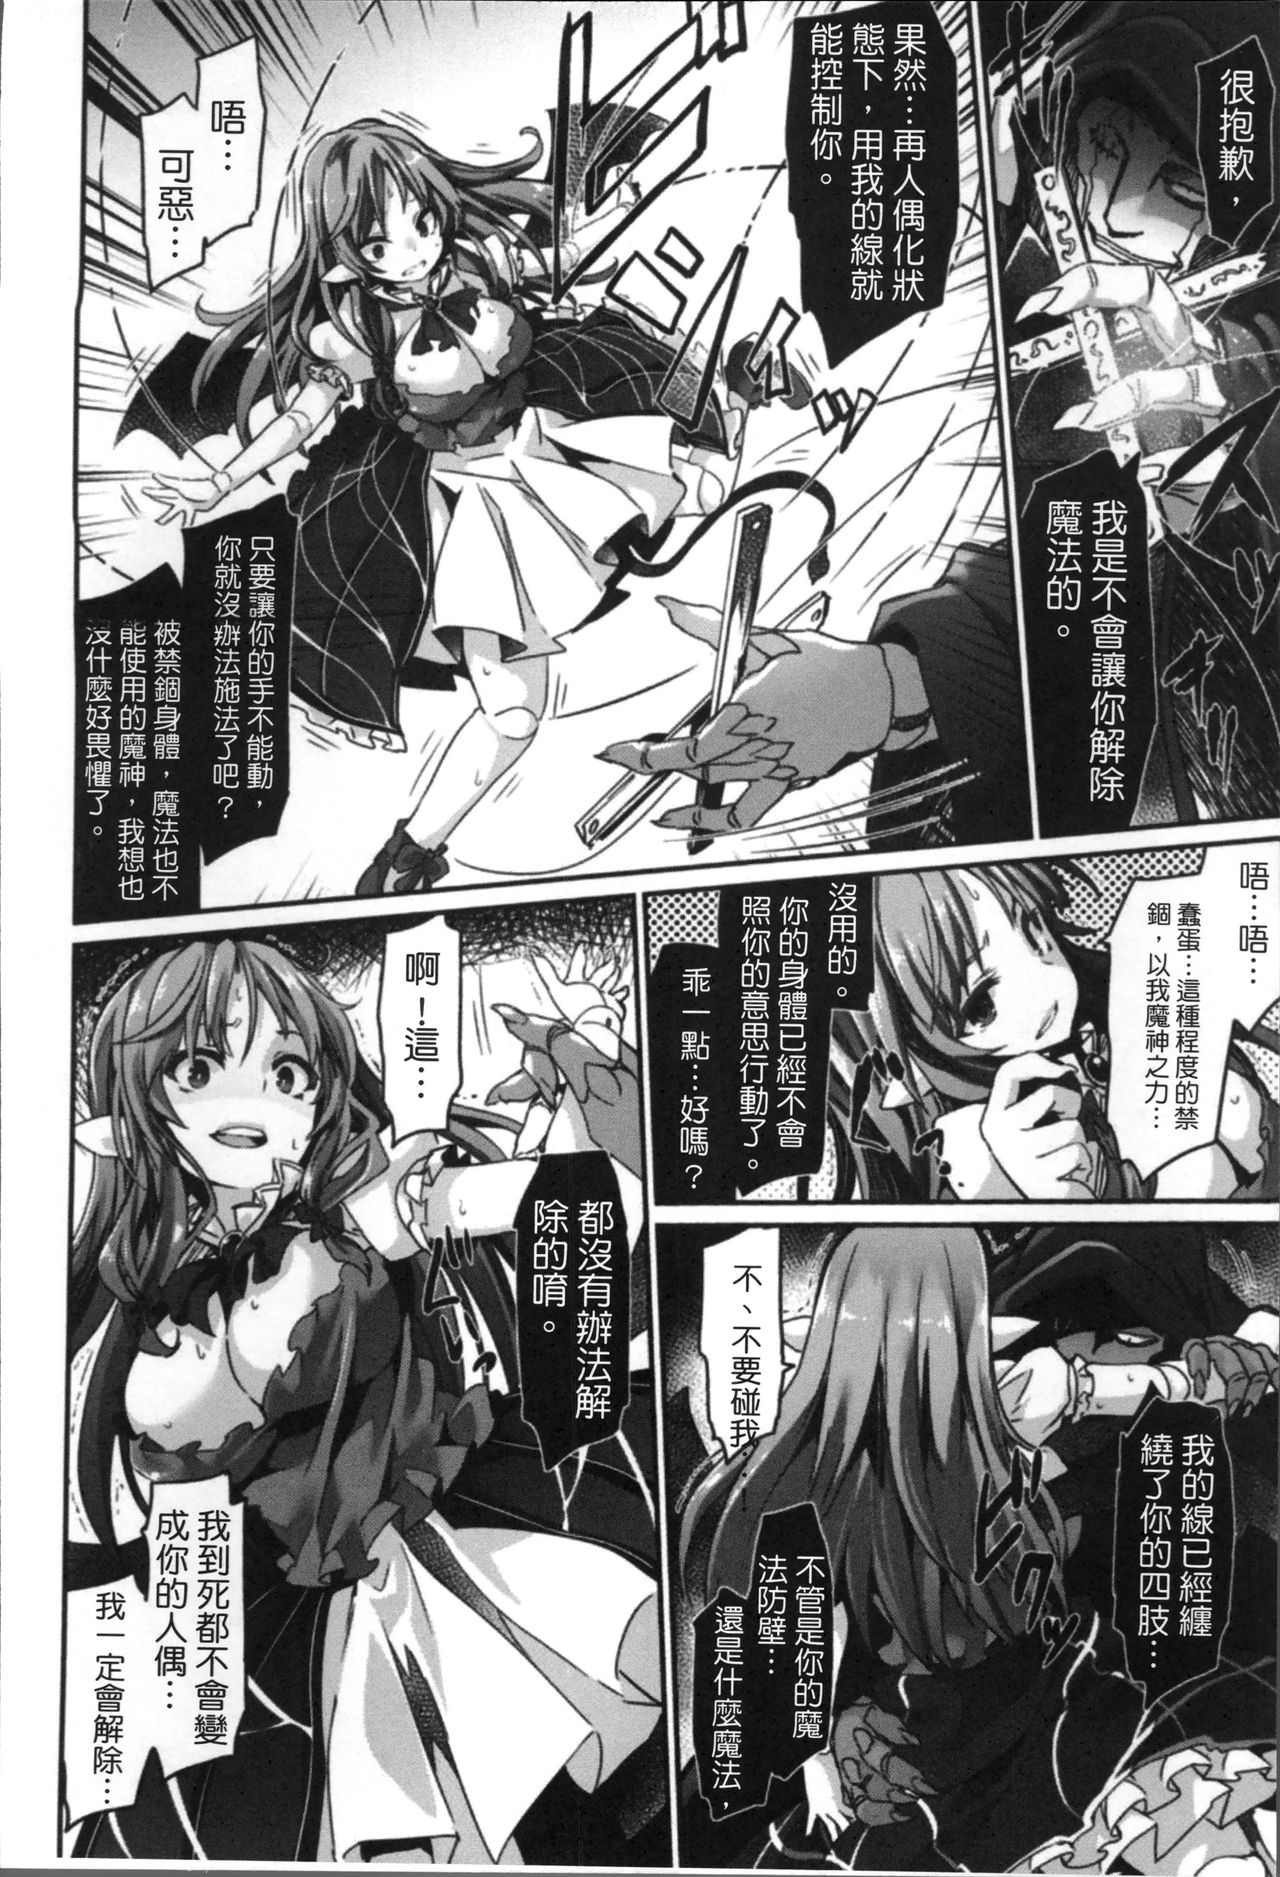 很抱歉，
我是不會讓你解除
魔法的。
果然…再人偶化狀
態下，用我的線就
能控制你。
唔…
可惡…
只要讓你的手不能動，
你就沒辦法施法了吧？
被禁錮身體，魔法也不
能使用的魔神，我想也
沒什麼好畏懼了。
唔…唔…
蠢蛋…這種程度的禁
錮，以我魔神之力…
沒用的。
你的身體已經不會
照你的意思行動了。
乖一點…好嗎？
我的線已經纏
繞了你的四肢…
不、不要碰我…
不管是你的魔
法防壁…
還是什麼魔法，
都沒有辦法解
除的唷。
啊！這…
我到死都不會變
成你的人偶…
我一定會解除…